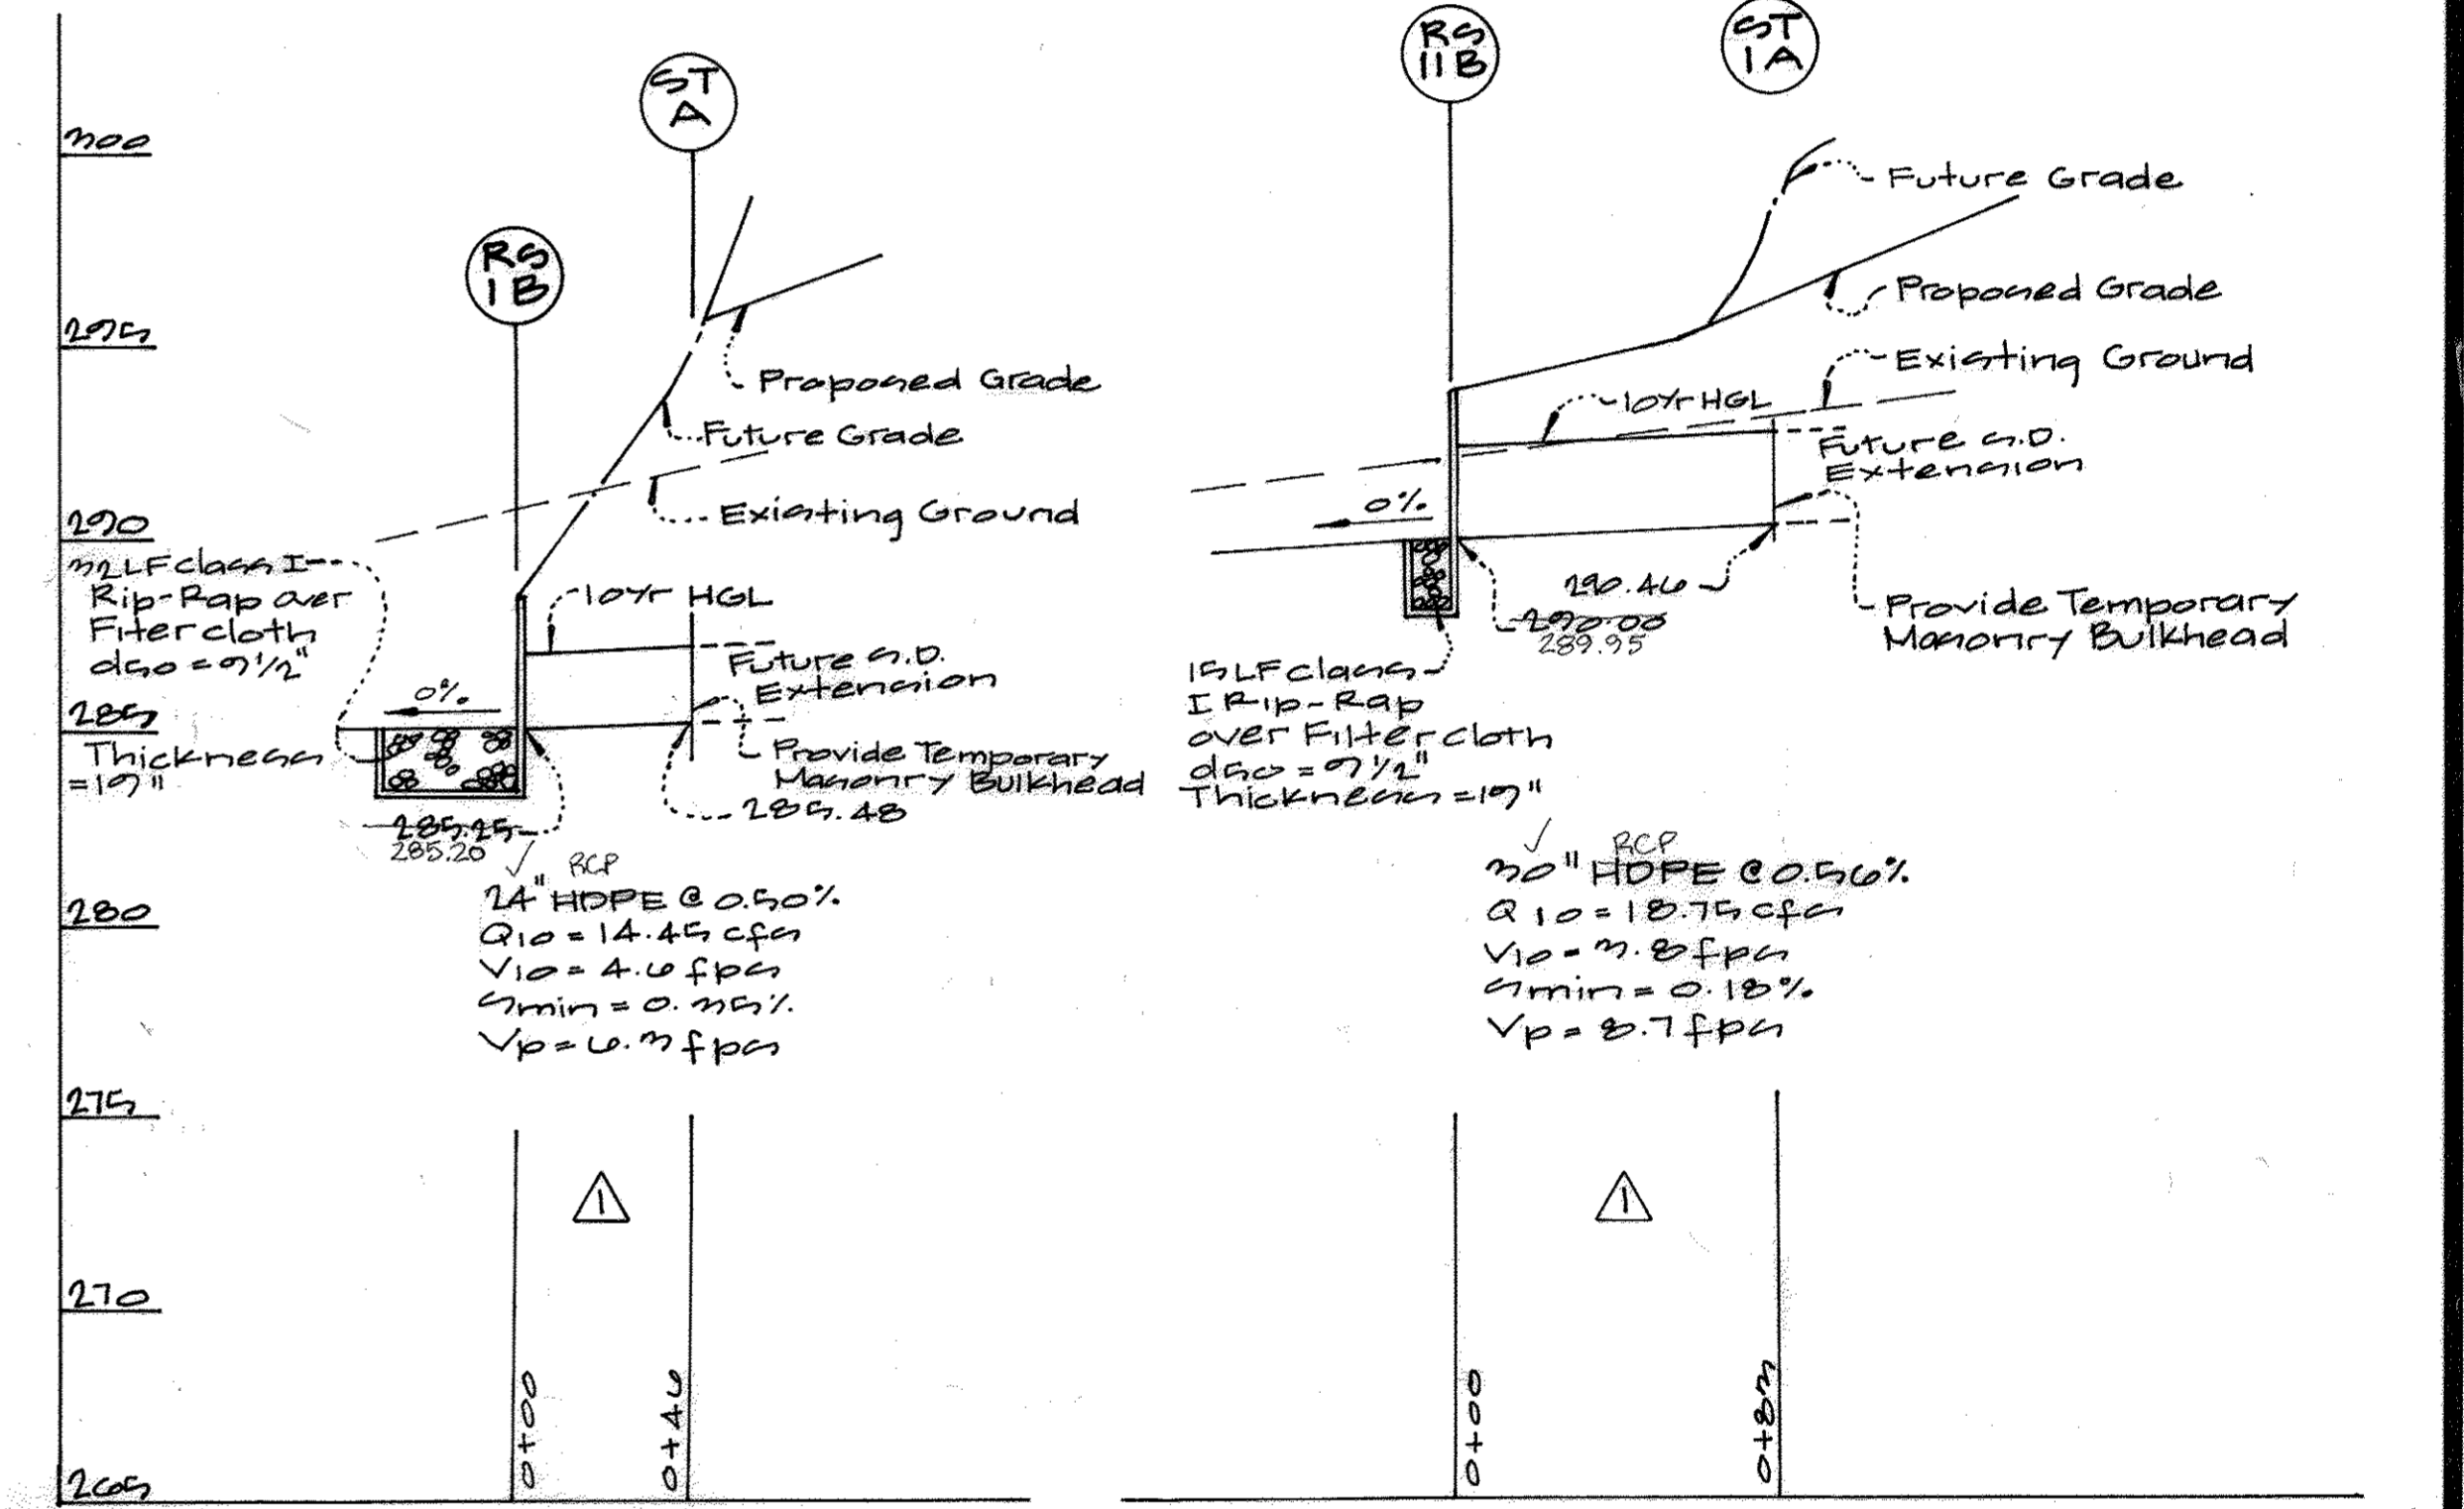 300
295
290
285
280
275
270
265
RS
1B
ST
A
Proposed Grade
Future Grade
Existing Ground
32 LF class I
Rip-Rap over
Filter cloth
d50 = 9 1/2"
Thickness
= 19"
0%
10Yr HGL
Future S.D.
Extension
Provide Temporary
Masonry Bulkhead
285.48
285.25
285.20
RCP
24" HDPE @ 0.50%
Q10 = 14.45 cfs
V10 = 4.6 fps
Smin = 0.35%
Vp = 6.3 fps
1
0+00
0+46
RS
11B
ST
1A
Future Grade
Proposed Grade
Existing Ground
10Yr HGL
Future S.D.
Extension
0%
290.46
290.00
289.95
Provide Temporary
Masonry Bulkhead
15 LF class
I Rip-Rap
over Filter cloth
d50 = 9 1/2"
Thickness = 19"
RCP
30" HDPE @ 0.56%
Q10 = 18.75 cfs
V10 = 3.8 fps
Smin = 0.18%
Vp = 8.7 fps
1
0+00
0+83